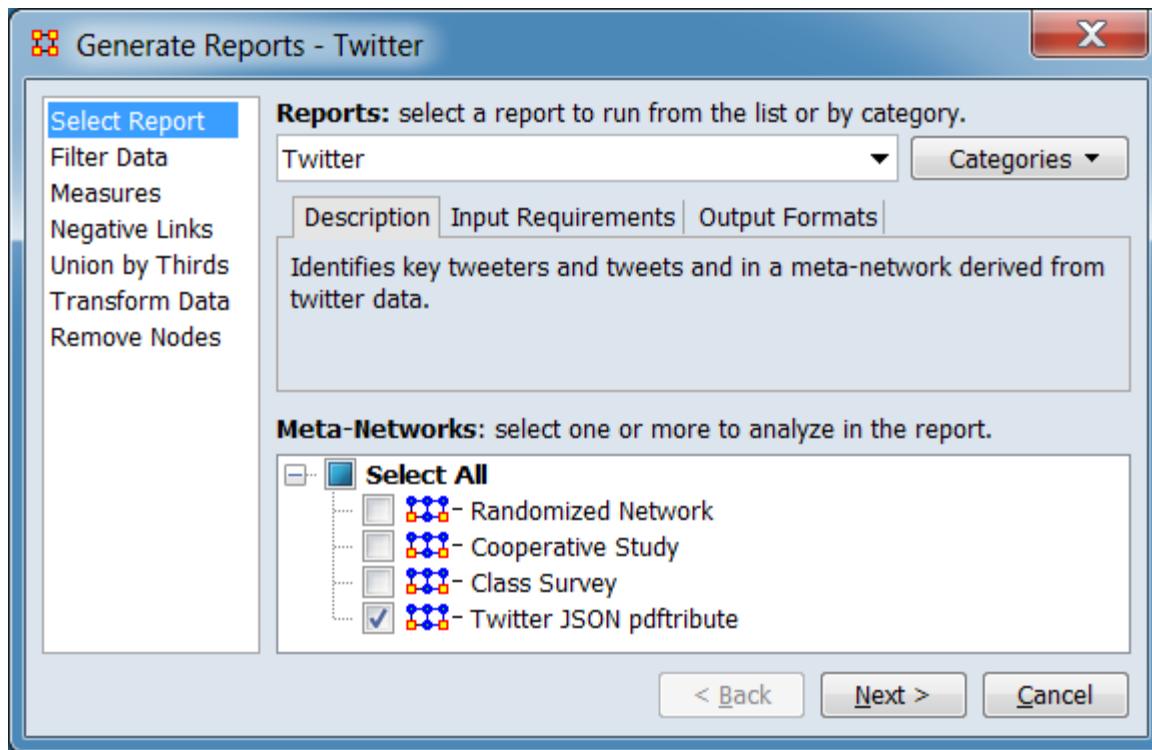 Generate Reports - Twitter
X
Select Report
Filter Data
Measures
Negative Links
Union by Thirds
Transform Data
Remove Nodes
Reports: select a report to run from the list or by category.
Twitter
Categories
Description
Input Requirements
Output Formats
Identifies key tweeters and tweets and in a meta-network derived from
twitter data.
Meta-Networks: select one or more to analyze in the report.
Select All
Randomized Network
Cooperative Study
Class Survey
Twitter JSON pdftribute
< Back
Next >
Cancel